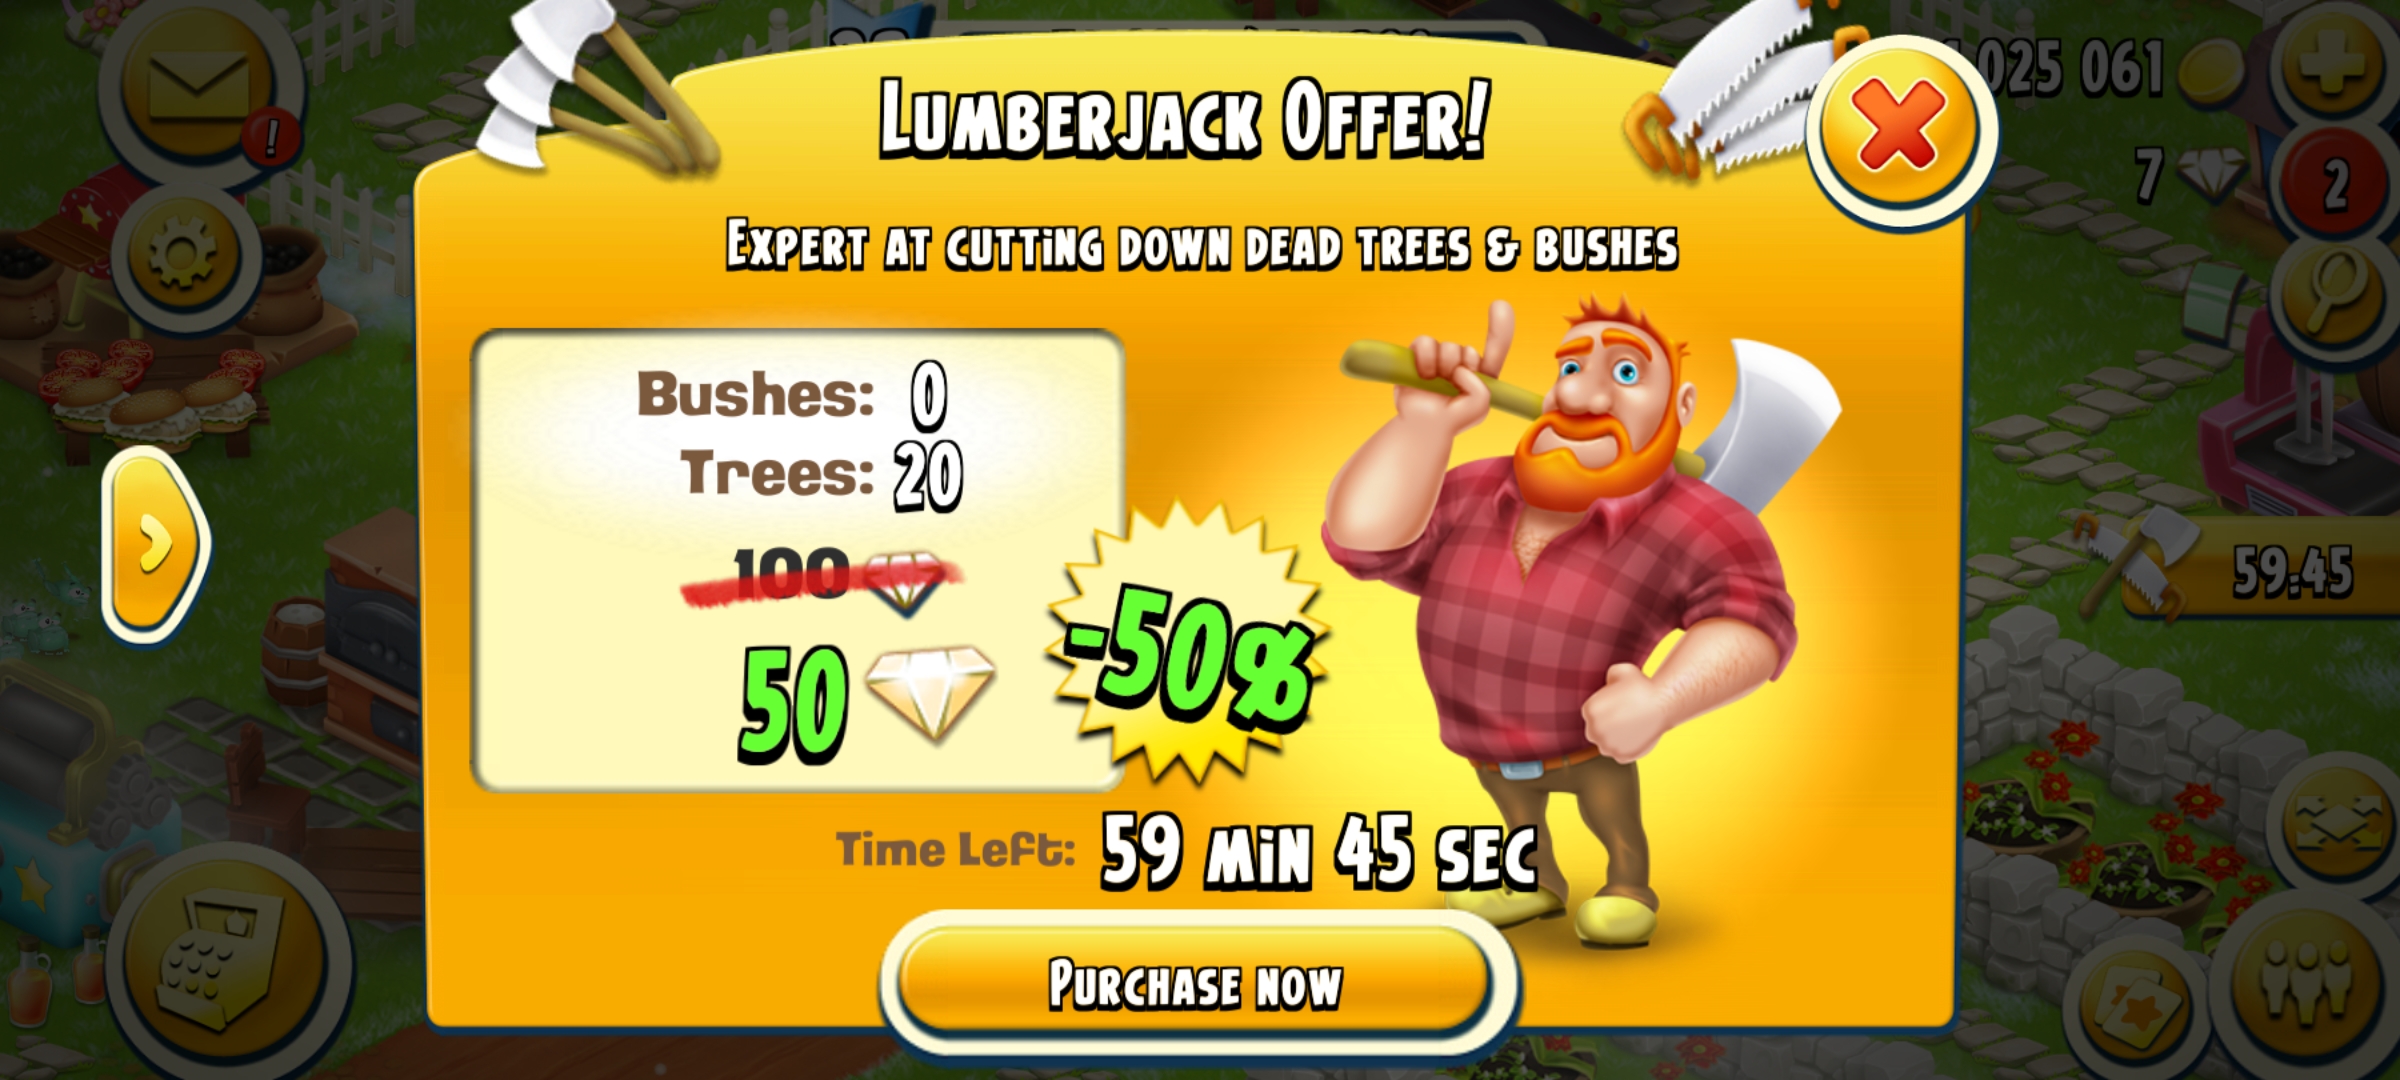 Lumberjack Offer!
Expert at cutting down dead trees & bushes
Bushes: 0
Trees: 20
100
50
-50%
Time Left: 59 min 45 sec
Purchase now
!
025 061
7
2
59:45